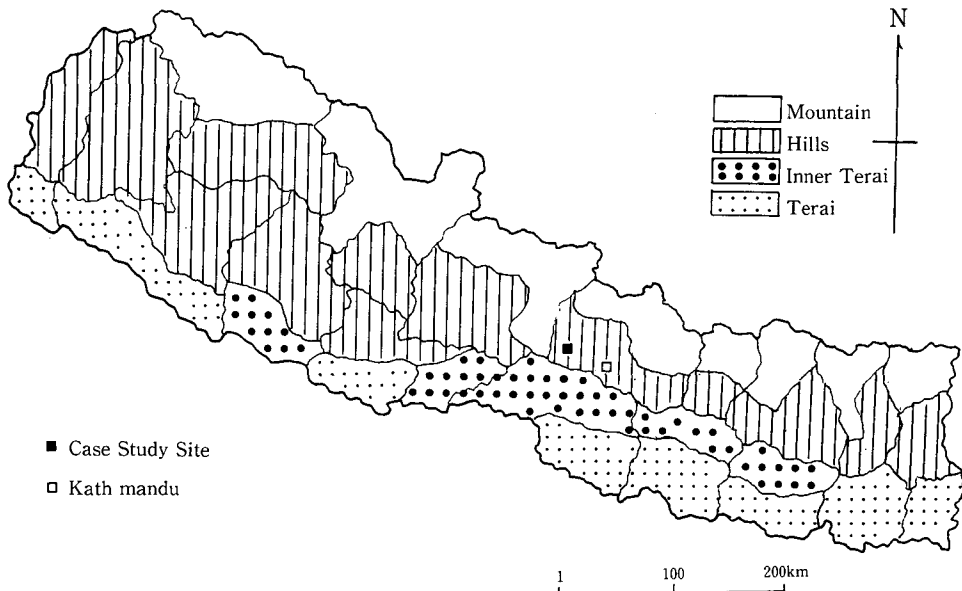 N
Mountain
Hills
Inner Terai
Terai
Case Study Site
Kath mandu
1 100 200km